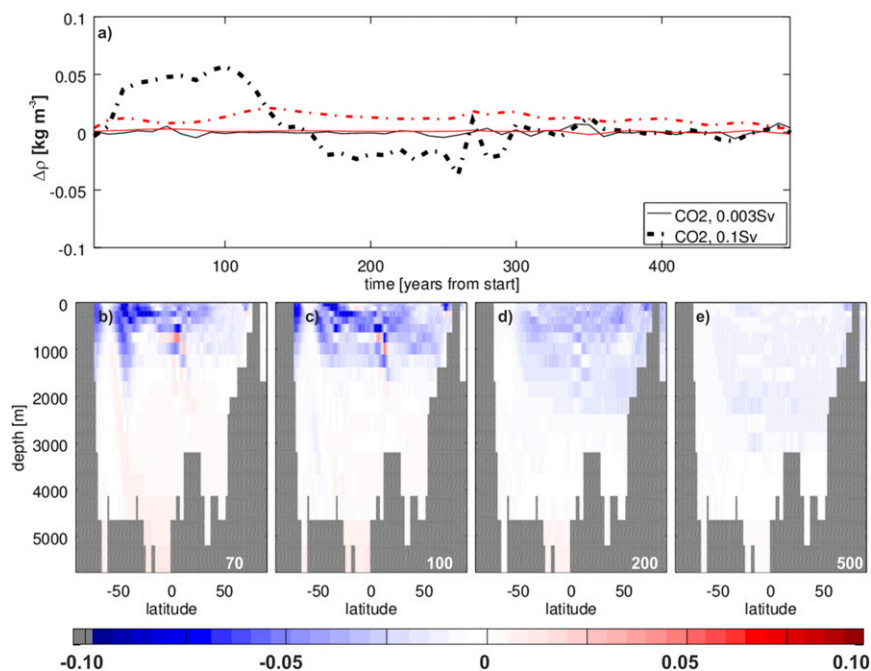 0.1
a)
0.05
0
-0.05
-0.1
Δρ [kg m⁻³]
CO2, 0.003Sv
CO2, 0.1Sv
100 200 300 400
time [years from start]
0 b) c) d) e)
1000
2000
3000
4000
5000
depth [m]
70 100 200 500
-50 0 50 -50 0 50 -50 0 50 -50 0 50
latitude latitude latitude latitude
-0.10 -0.05 0 0.05 0.10